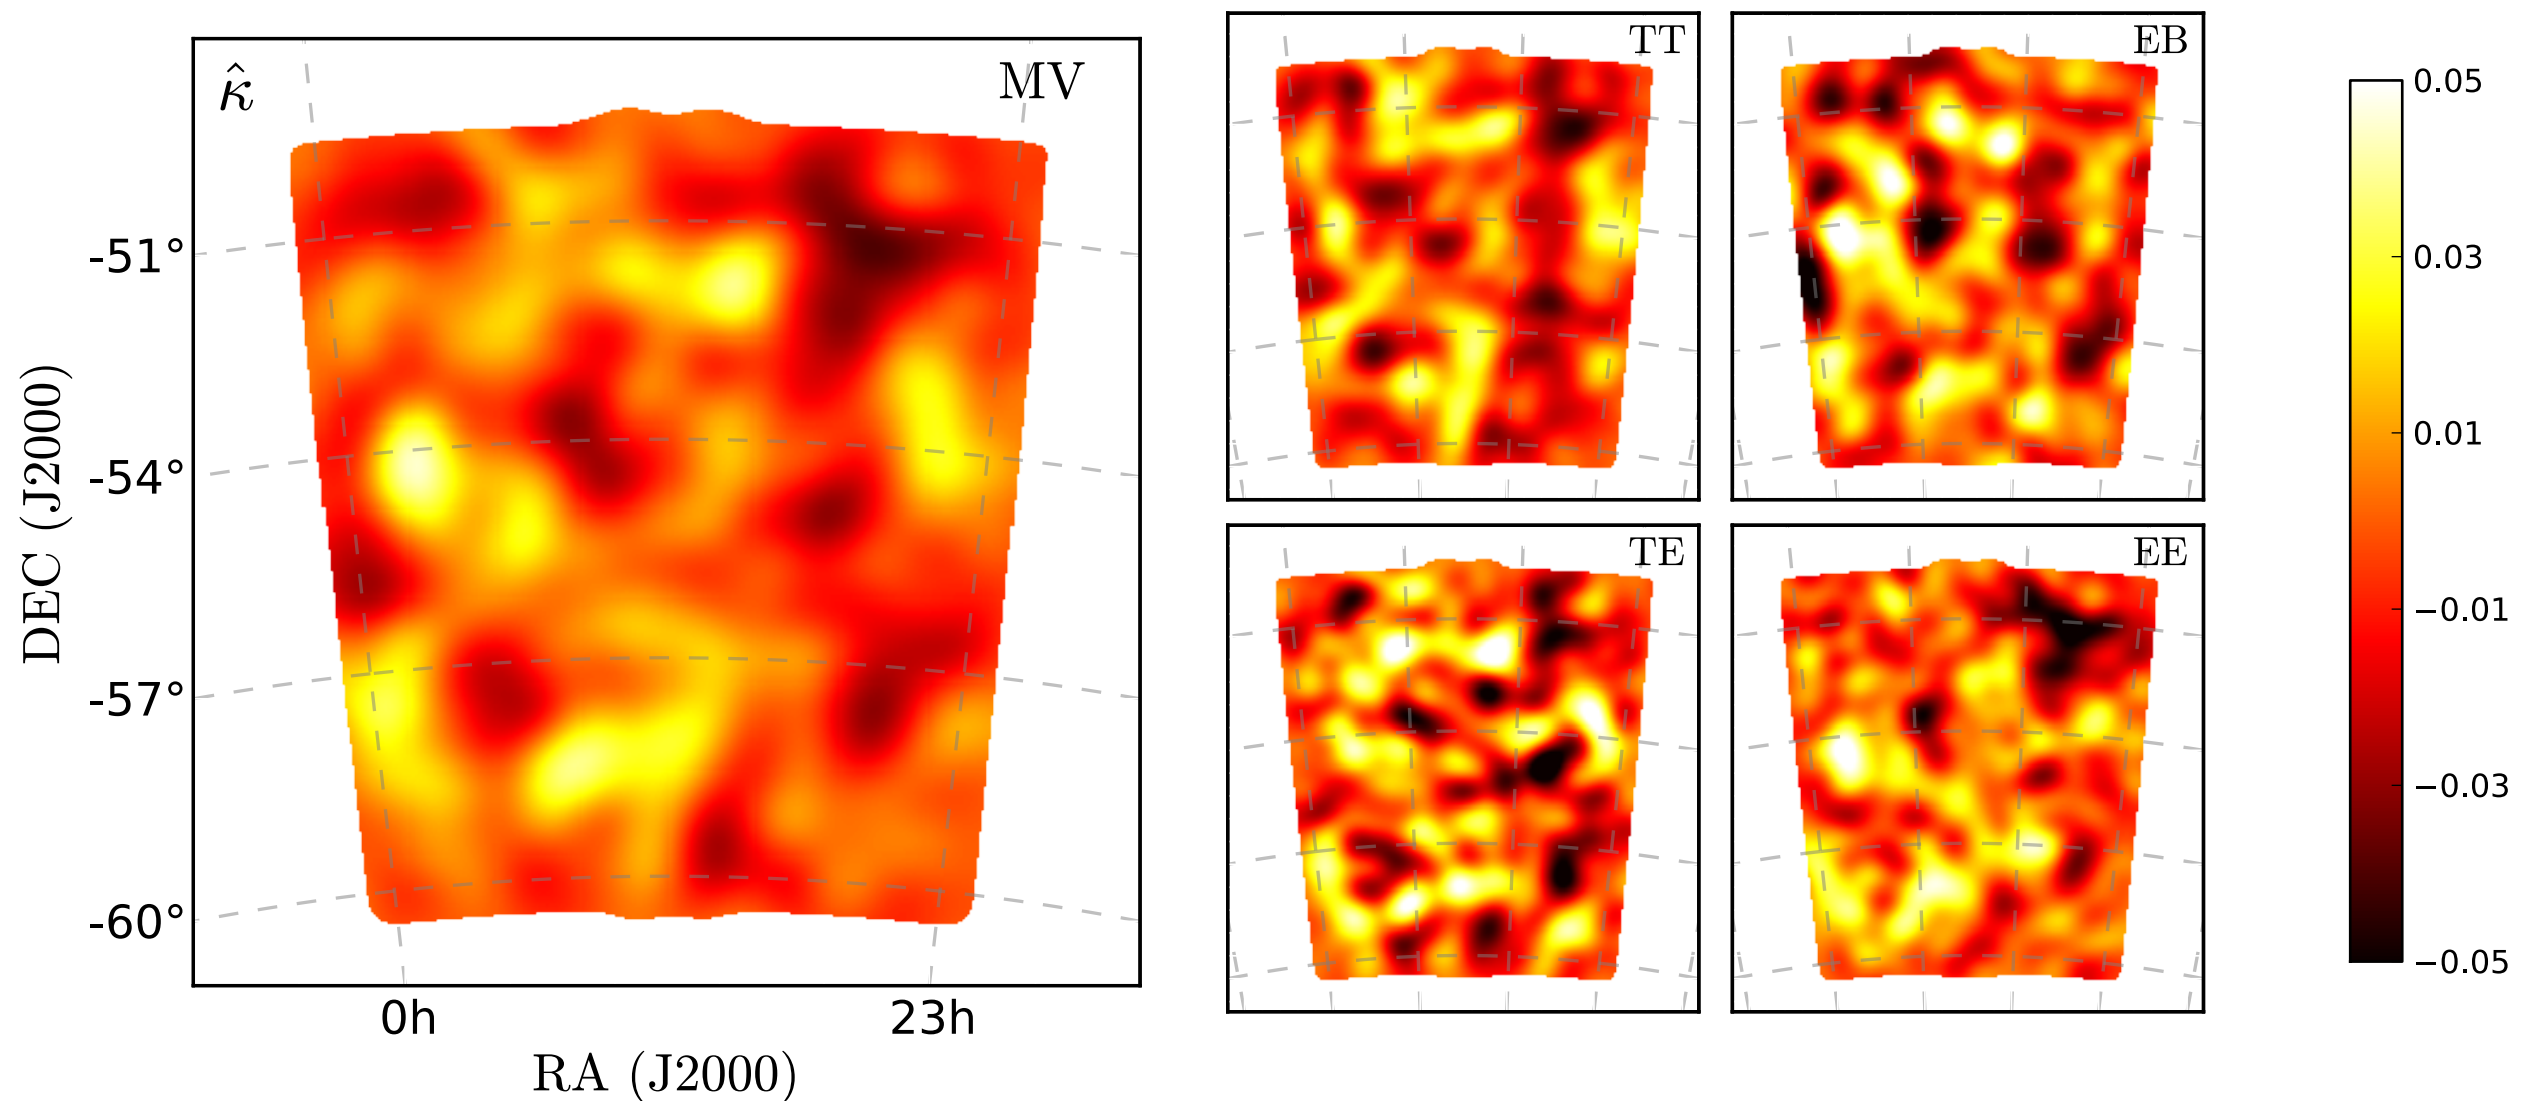 κ̂
MV
-51°
-54°
-57°
-60°
DEC (J2000)
0h
23h
RA (J2000)
TT
EB
TE
EE
0.05
0.03
0.01
−0.01
−0.03
−0.05